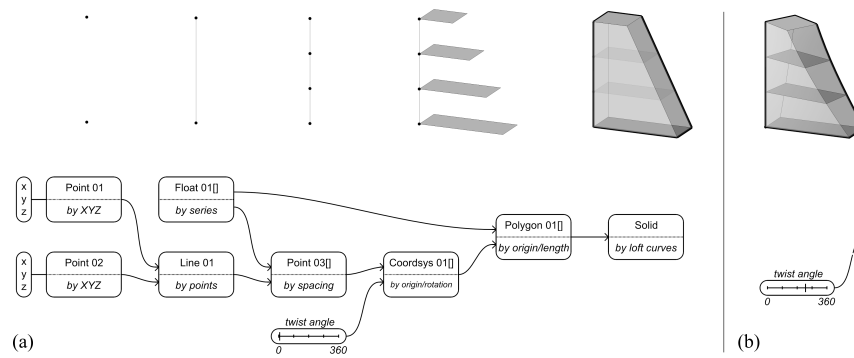 x
y
z
Point 01
by XYZ
Float 01[]
by series
Polygon 01[]
by origin/length
Solid
by loft curves
x
y
z
Point 02
by XYZ
Line 01
by points
Point 03[]
by spacing
Coordsys 01[]
by origin/rotation
twist angle
0 360
twist angle
0 360
(a)
(b)